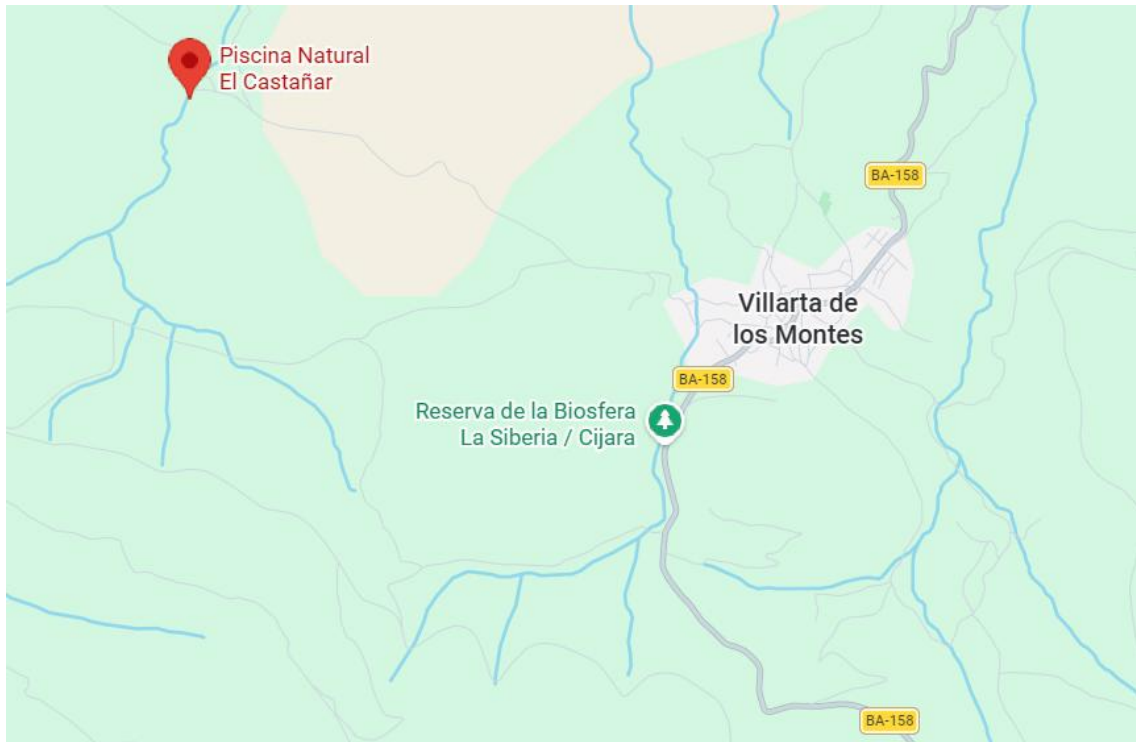 Piscina Natural
El Castañar
BA-158
Villarta de
los Montes
BA-158
Reserva de la Biosfera
La Siberia / Cijara
BA-158